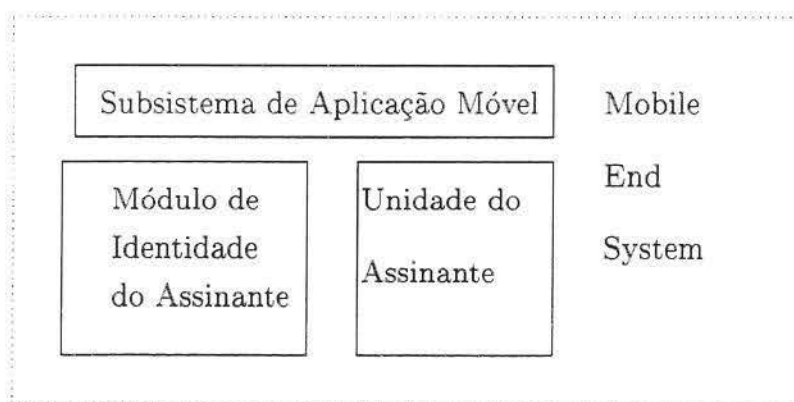 Subsistema de Aplicação Móvel
Módulo de
Identidade
do Assinante
Unidade do
Assinante
Mobile
End
System